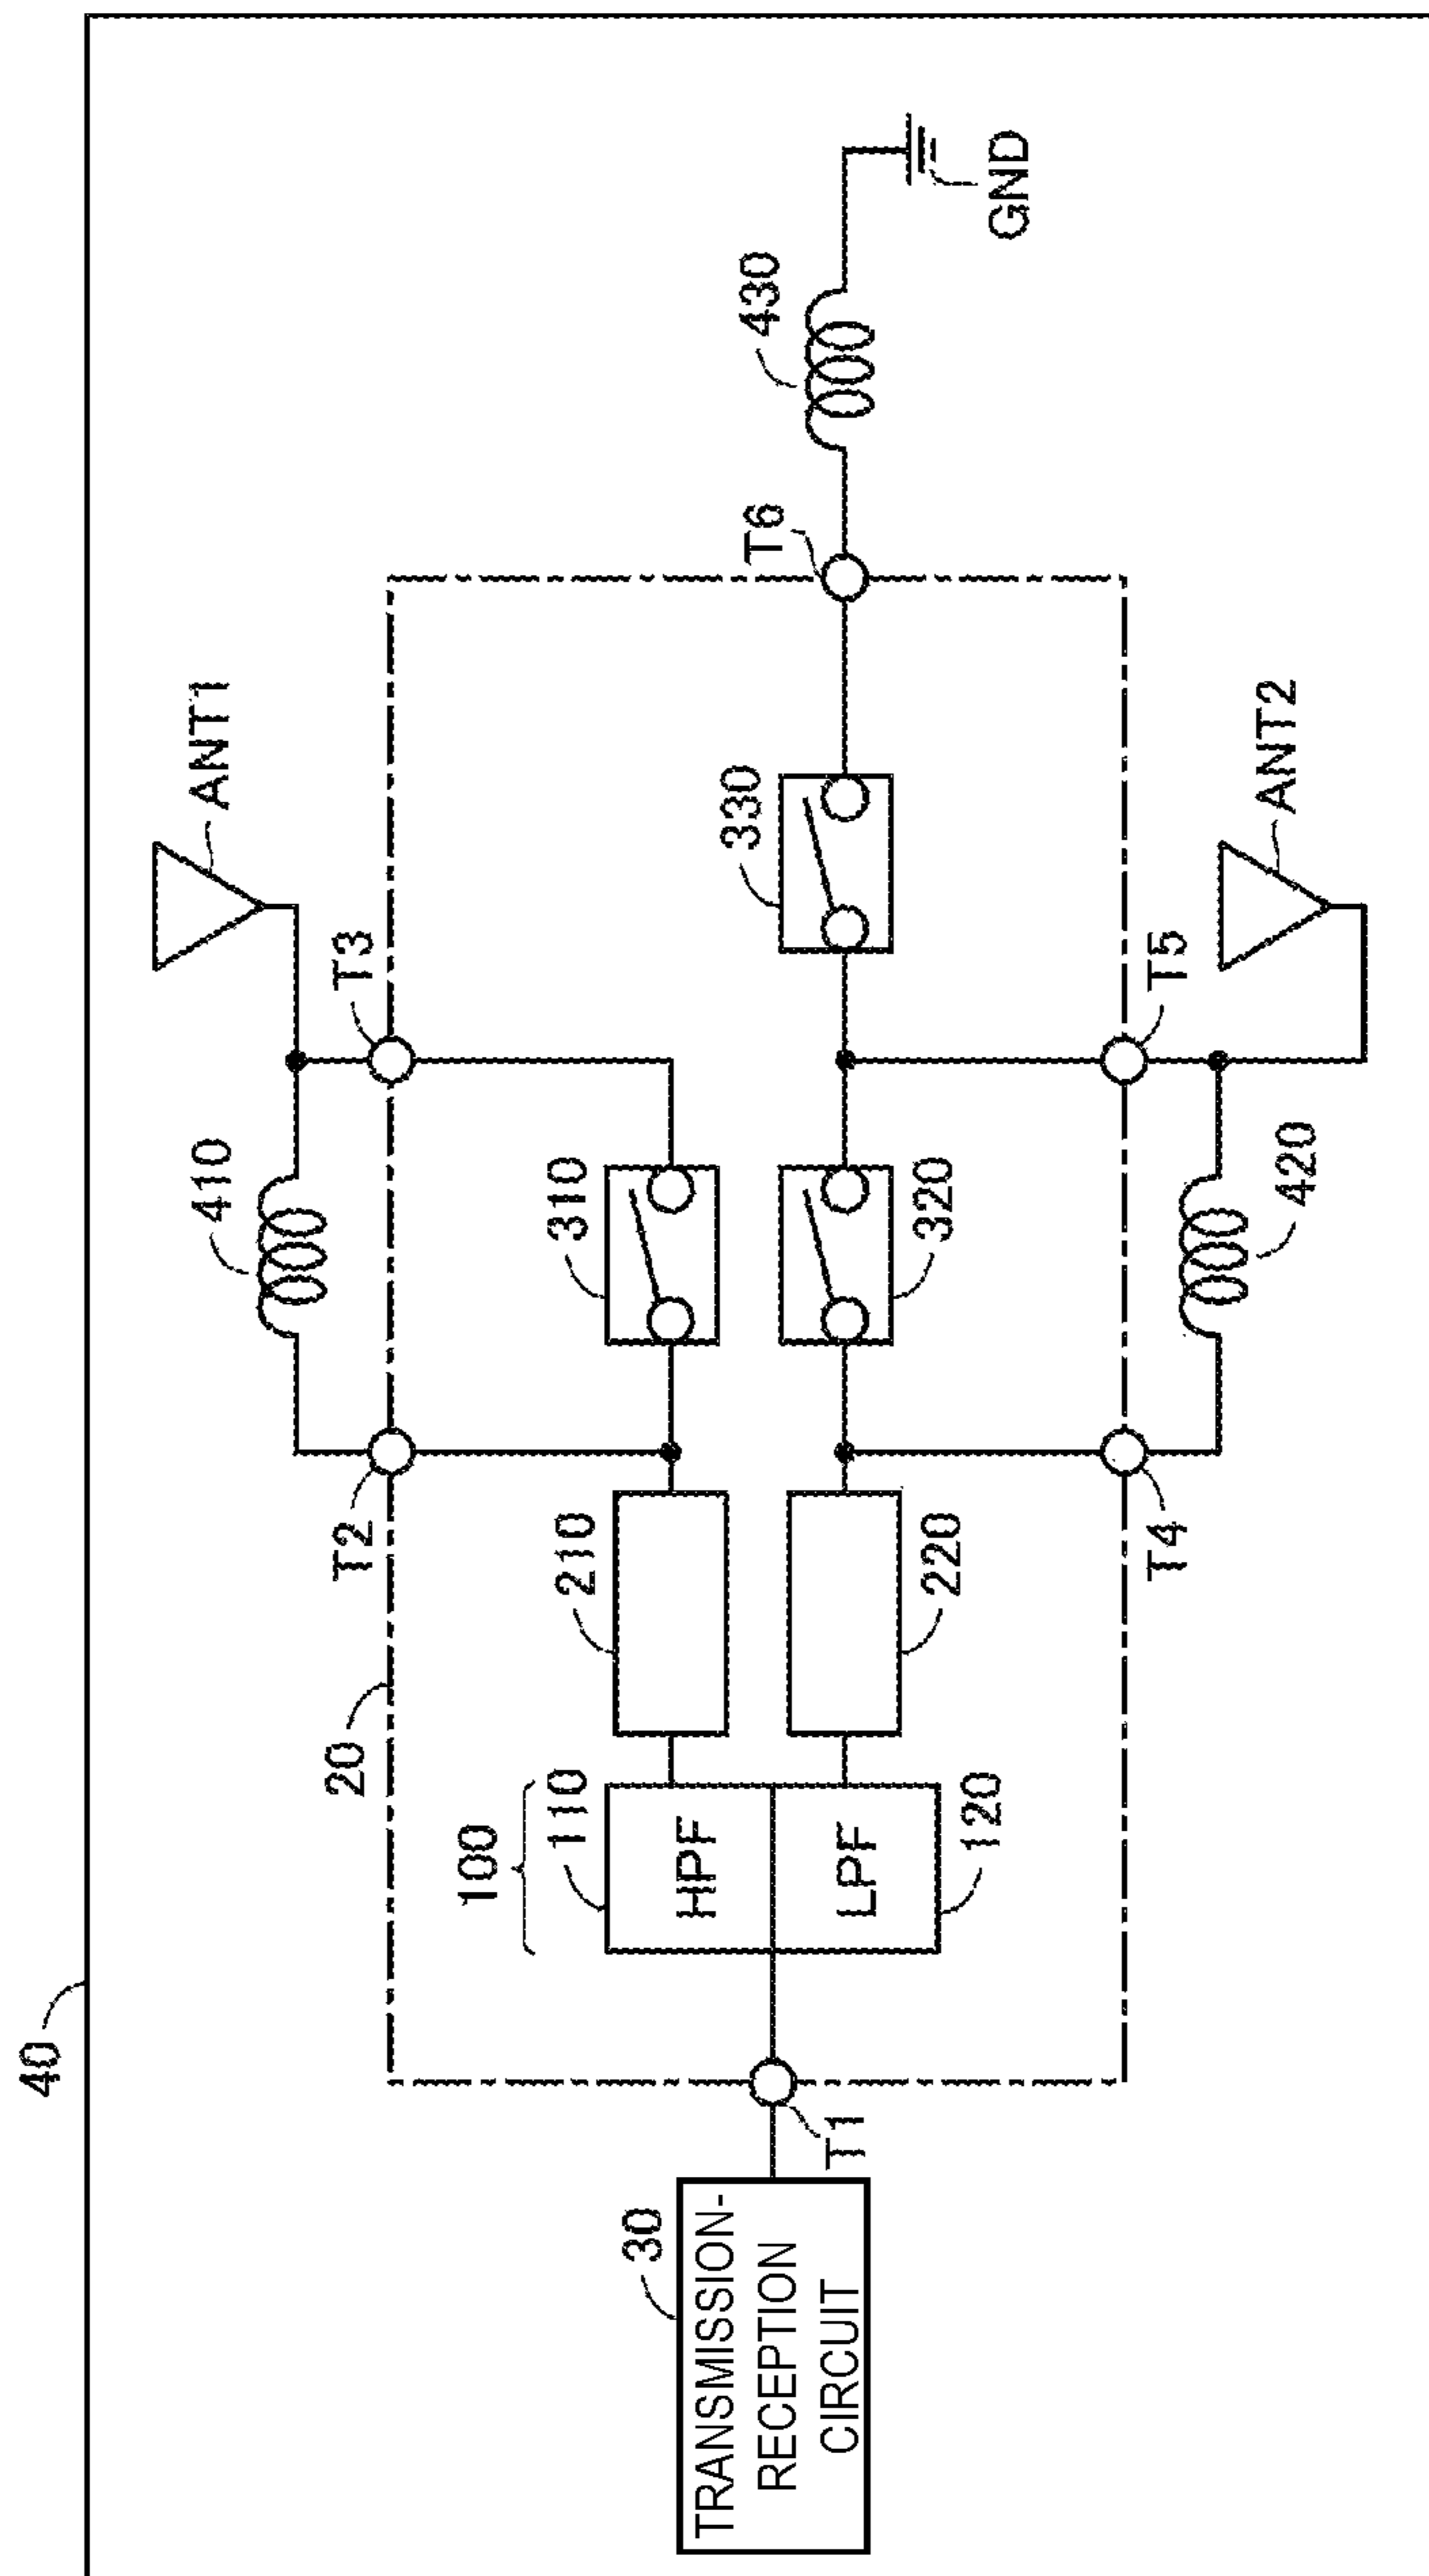 40
ANT1
410
T2
T3
20
100
110
HPF
210
310
T6
430
30
TRANSMISSION-
RECEPTION
CIRCUIT
T1
LPF
120
220
320
330
GND
T4
T5
420
ANT2